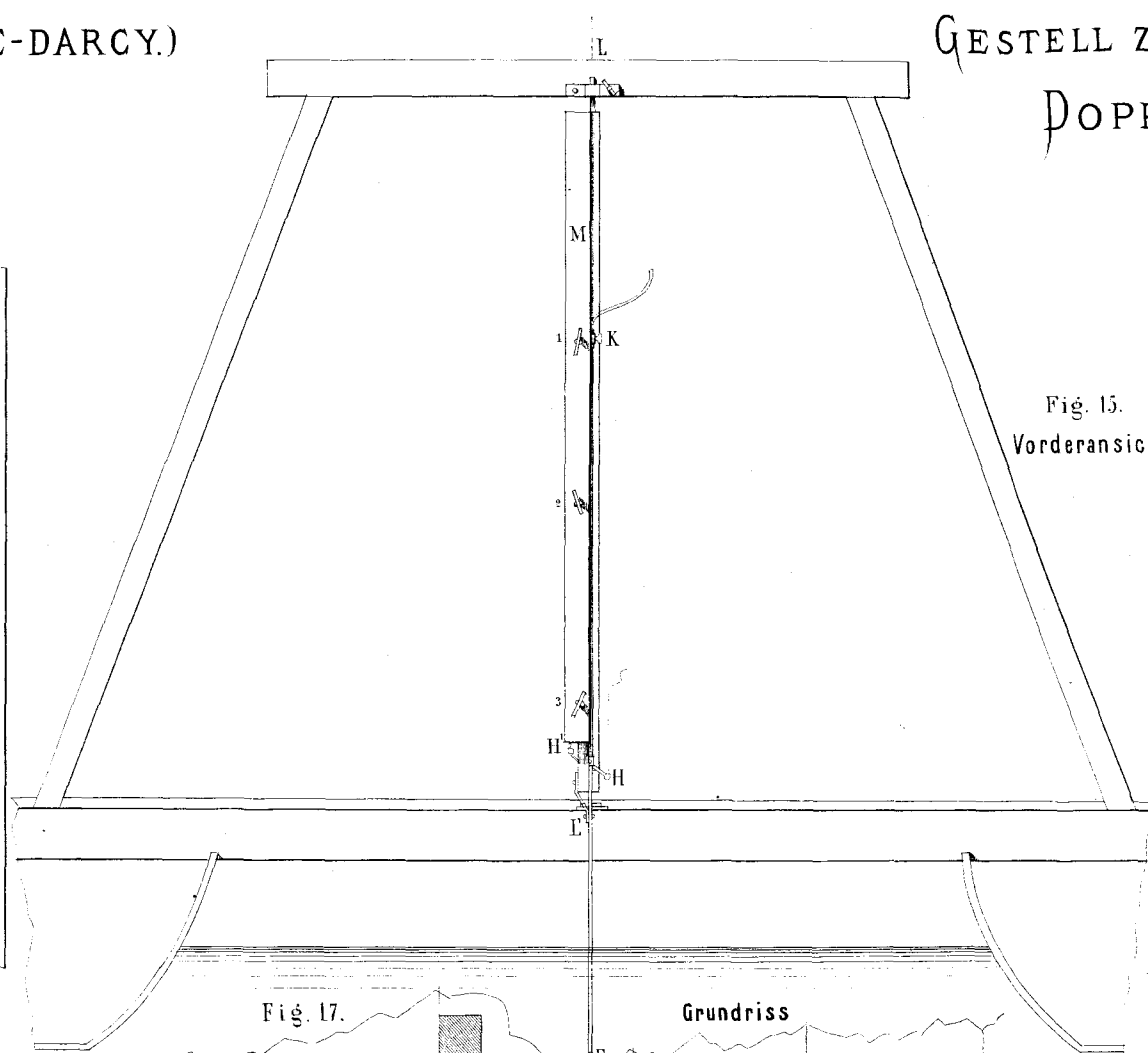 -DARCY.)
GESTELL Z
DOPP
L
M
1
K
Fig. 15.
Vorderansic
2
3
H'
H
L'
Fig. 17.
Grundriss